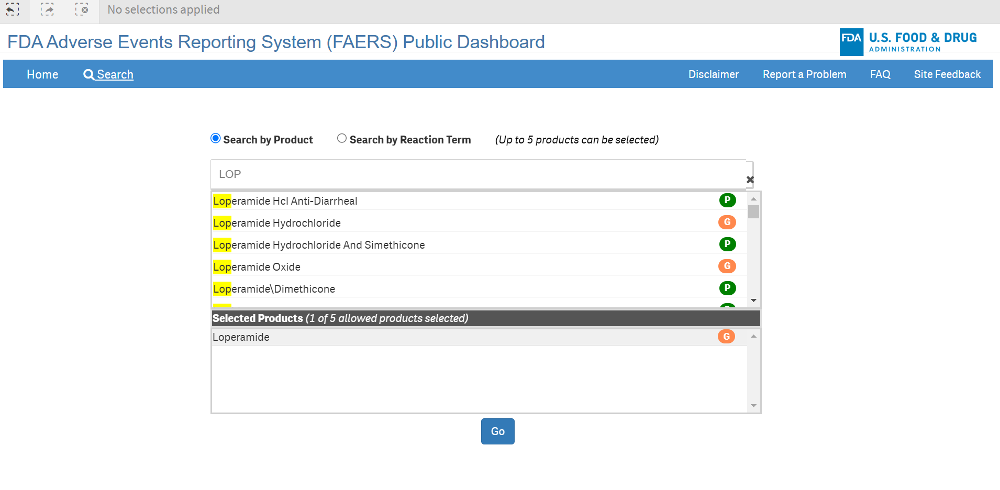 No selections applied
FDA Adverse Events Reporting System (FAERS) Public Dashboard
FDA U.S. FOOD & DRUG
ADMINISTRATION
Home Search Disclaimer Report a Problem FAQ Site Feedback
Search by Product Search by Reaction Term (Up to 5 products can be selected)
LOP
Loperamide Hcl Anti-Diarrheal P
Loperamide Hydrochloride G
Loperamide Hydrochloride And Simethicone P
Loperamide Oxide G
Loperamide\Dimethicone P
Selected Products (1 of 5 allowed products selected)
Loperamide G
Go